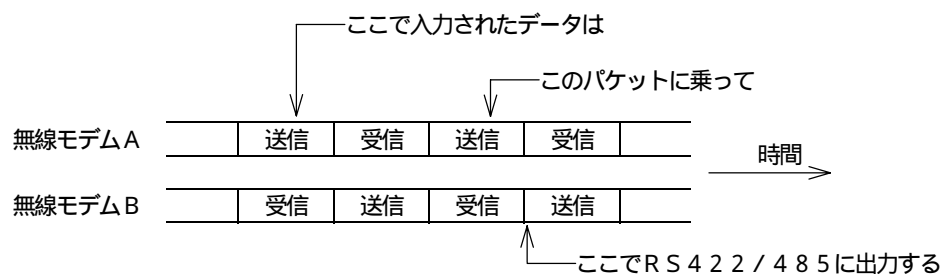 ここで入力されたデータは
このパケットに乗って
無線モデムA 送信 受信 送信 受信
時間
無線モデムB 受信 送信 受信 送信
ここでRS422/485に出力する